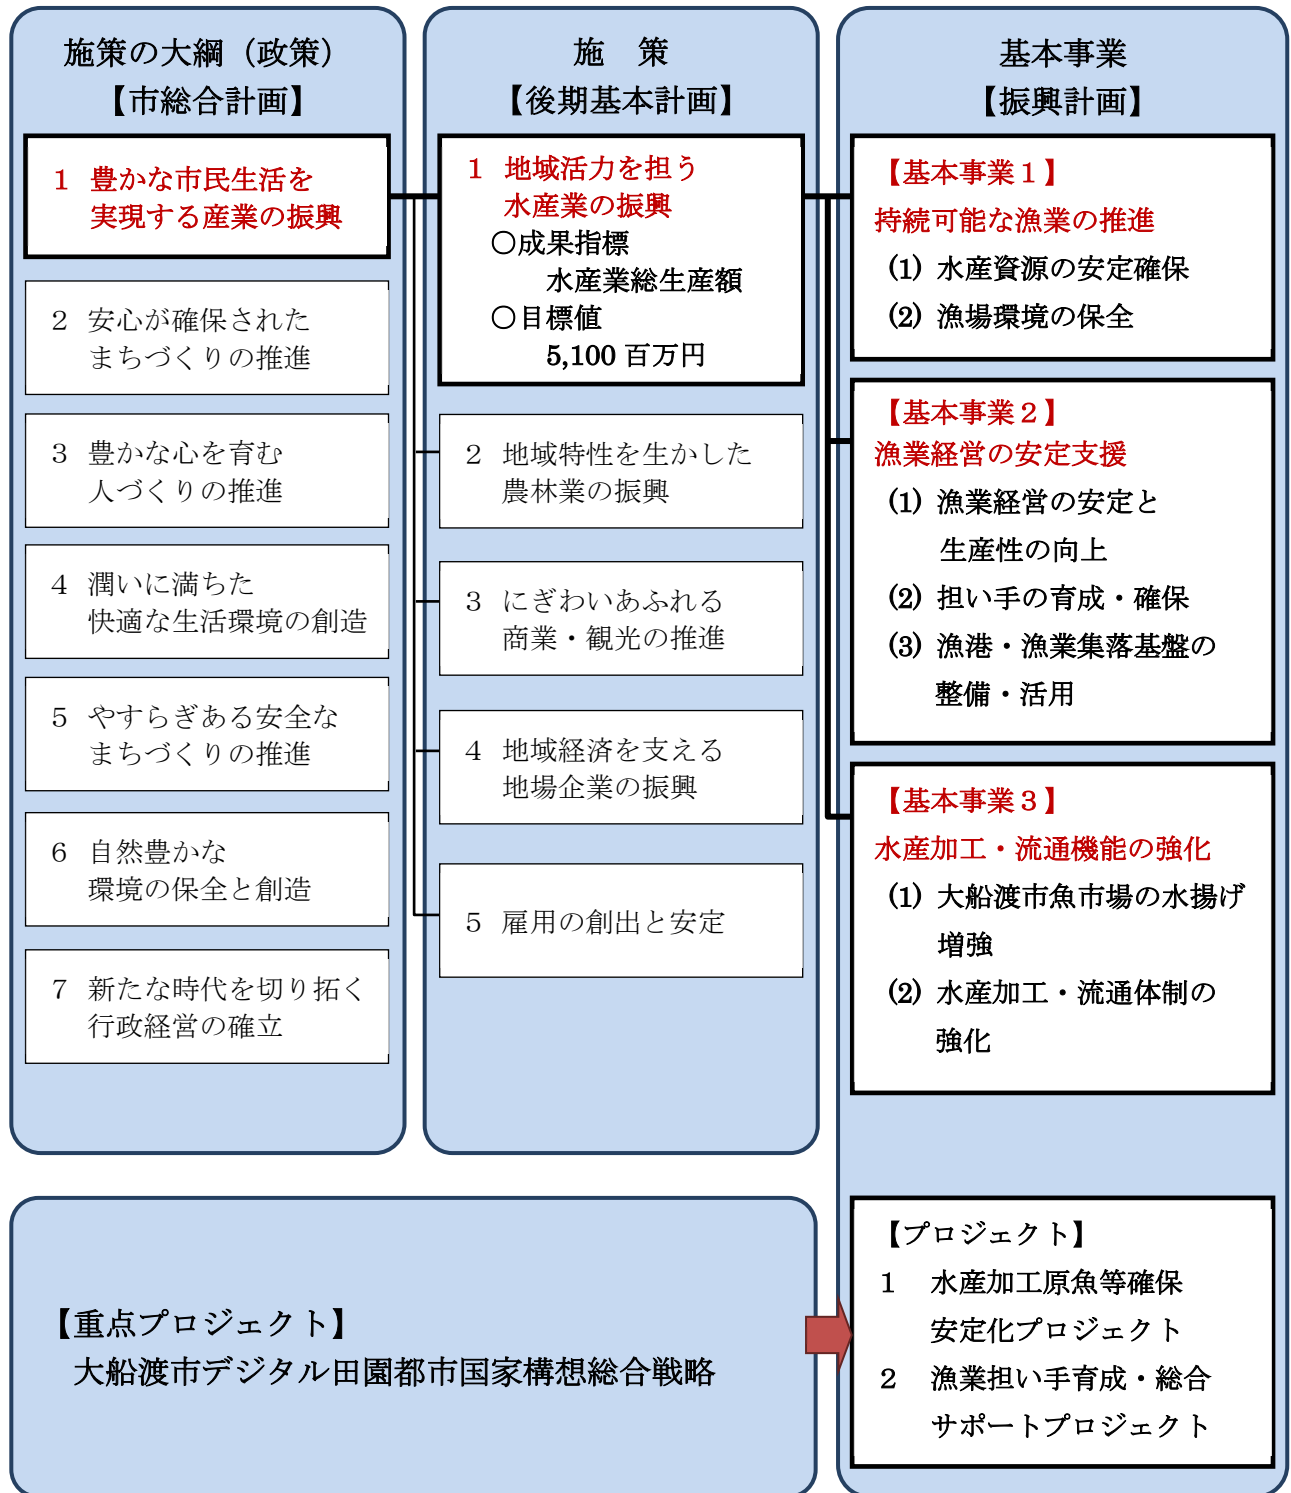 施策の大綱（政策）
【市総合計画】
１ 豊かな市民生活を
実現する産業の振興
２ 安心が確保された
まちづくりの推進
３ 豊かな心を育む
人づくりの推進
４ 潤いに満ちた
快適な生活環境の創造
５ やすらぎある安全な
まちづくりの推進
６ 自然豊かな
環境の保全と創造
７ 新たな時代を切り拓く
行政経営の確立
施　策
【後期基本計画】
１ 地域活力を担う
水産業の振興
○成果指標
水産業総生産額
○目標値
5,100 百万円
２ 地域特性を生かした
農林業の振興
３ にぎわいあふれる
商業・観光の推進
４ 地域経済を支える
地場企業の振興
５ 雇用の創出と安定
基本事業
【振興計画】
【基本事業１】
持続可能な漁業の推進
(1) 水産資源の安定確保
(2) 漁場環境の保全
【基本事業２】
漁業経営の安定支援
(1) 漁業経営の安定と
生産性の向上
(2) 担い手の育成・確保
(3) 漁港・漁業集落基盤の
整備・活用
【基本事業３】
水産加工・流通機能の強化
(1) 大船渡市魚市場の水揚げ
増強
(2) 水産加工・流通体制の
強化
【重点プロジェクト】
大船渡市デジタル田園都市国家構想総合戦略
【プロジェクト】
１　水産加工原魚等確保
安定化プロジェクト
２　漁業担い手育成・総合
サポートプロジェクト